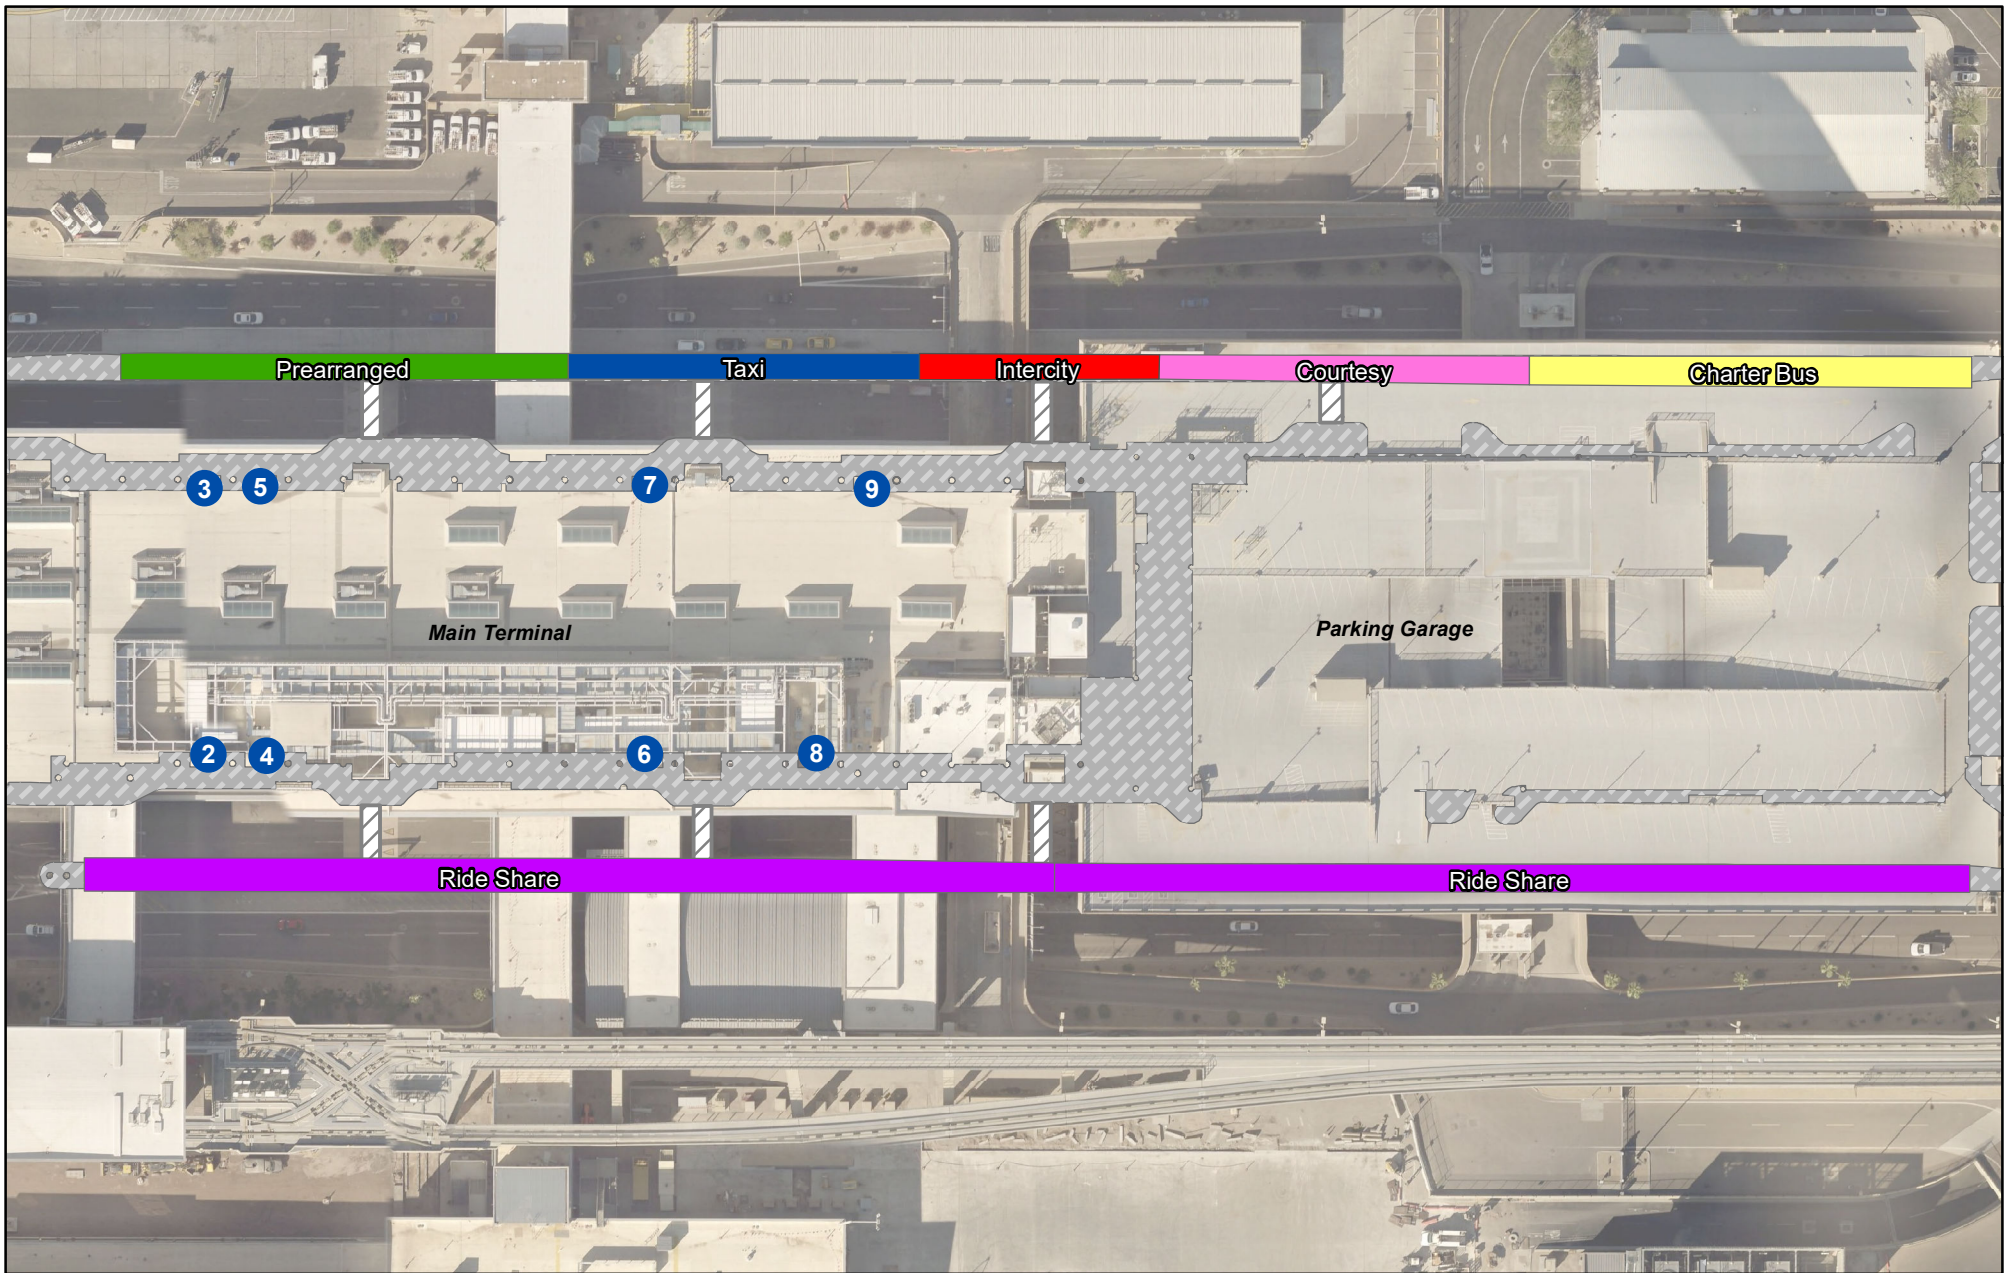 Prearranged
Taxi
Intercity
Courtesy
Charter Bus
3
5
7
9
Main Terminal
Parking Garage
2
4
6
8
Ride Share
Ride Share